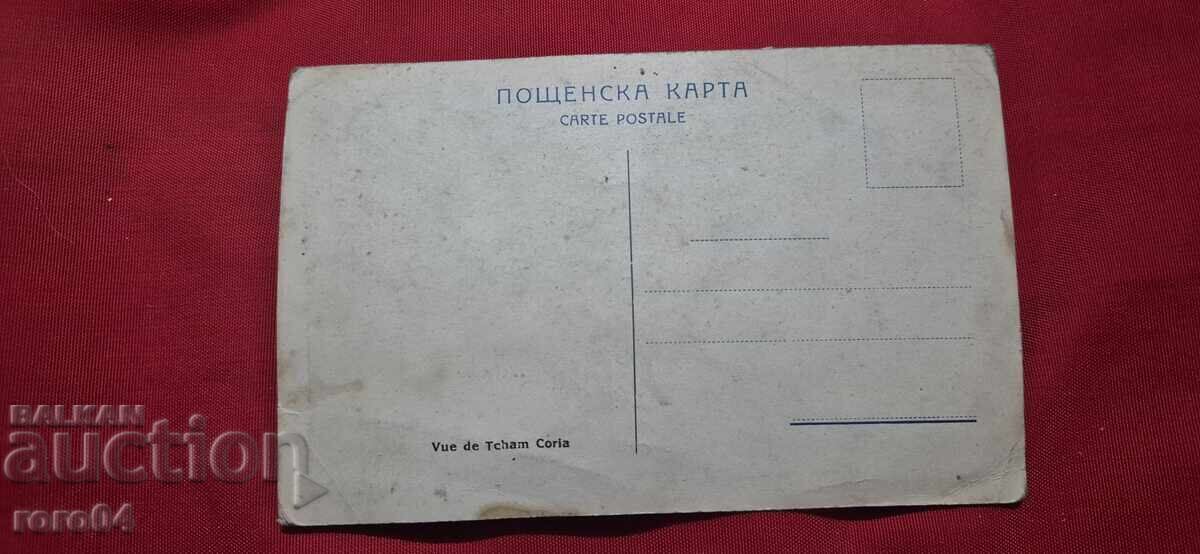 ПОЩЕНСКА КАРТА
CARTE POSTALE
Vue de Tcham Coria
BALKAN
auction
roro04